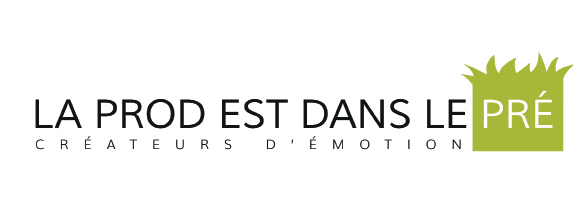 LA PROD EST DANS LE PRÉ
CRÉATEURS D'ÉMOTION